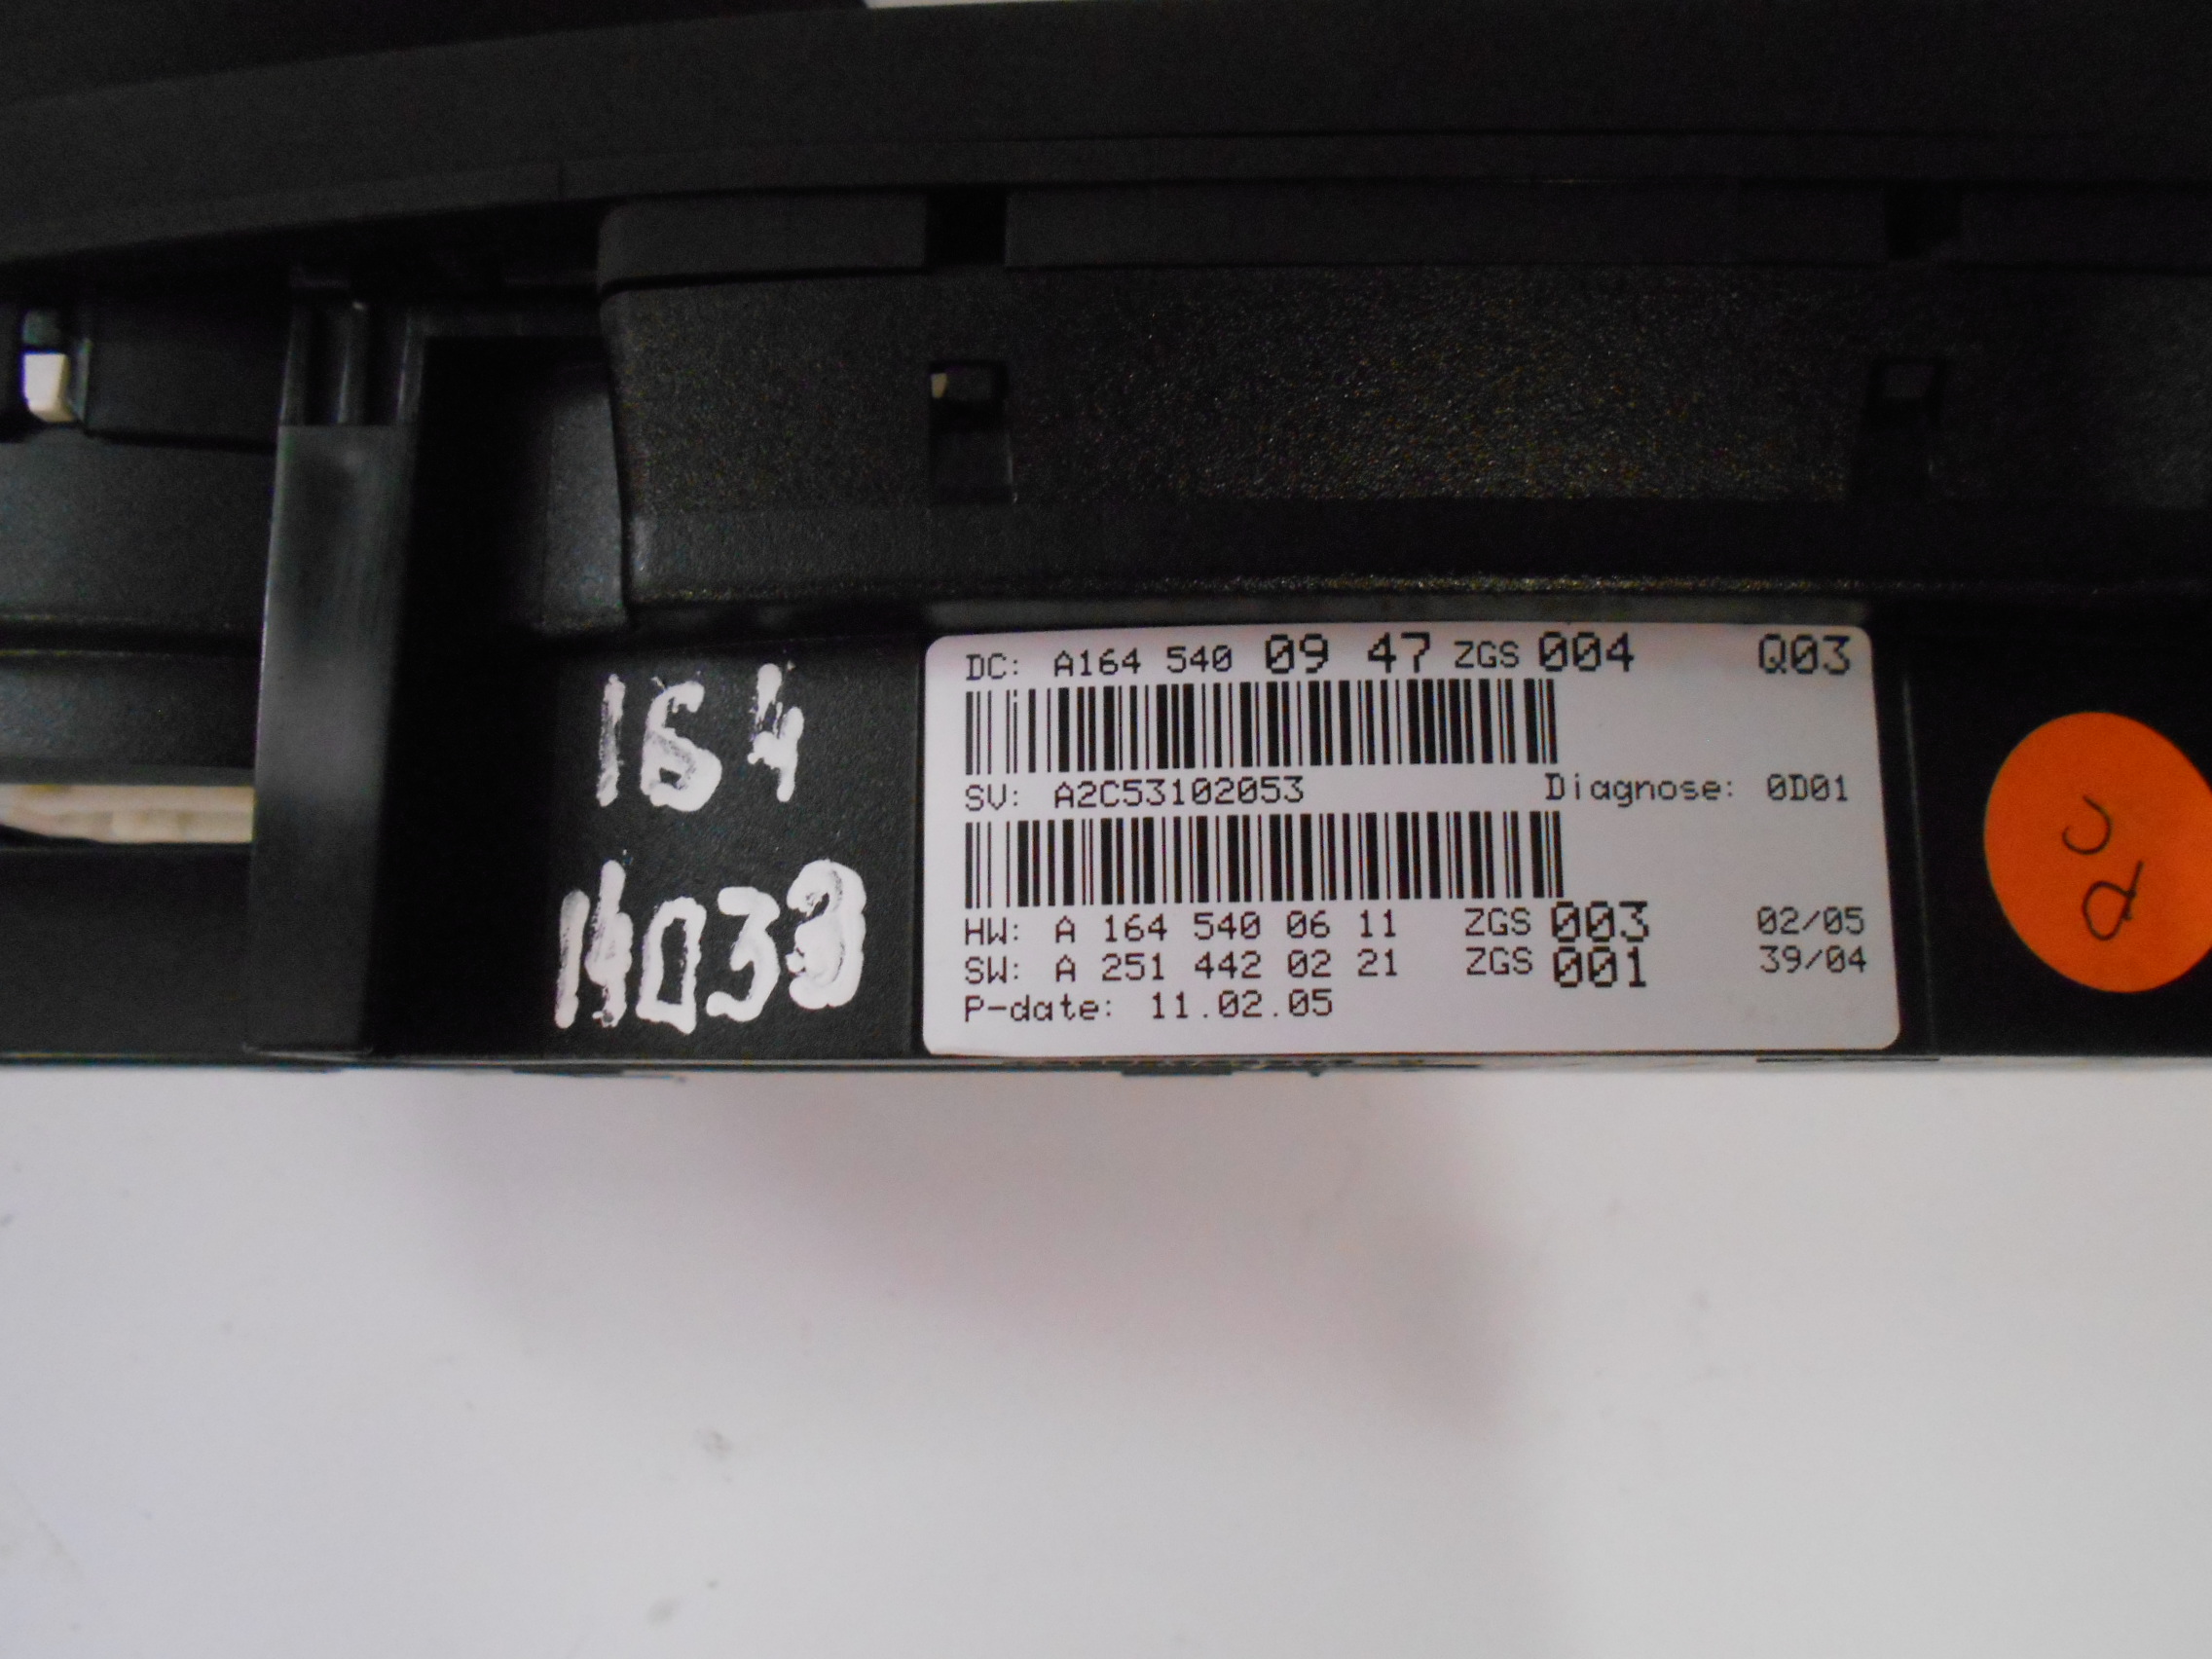 164
14033
DC: A164 540 09 47 ZGS 004 Q03
SV: A2C53102053 Diagnose: 0D01
HW: A 164 540 06 11 ZGS 003 02/05
SW: A 251 442 02 21 ZGS 001 39/04
P-date: 11.02.05